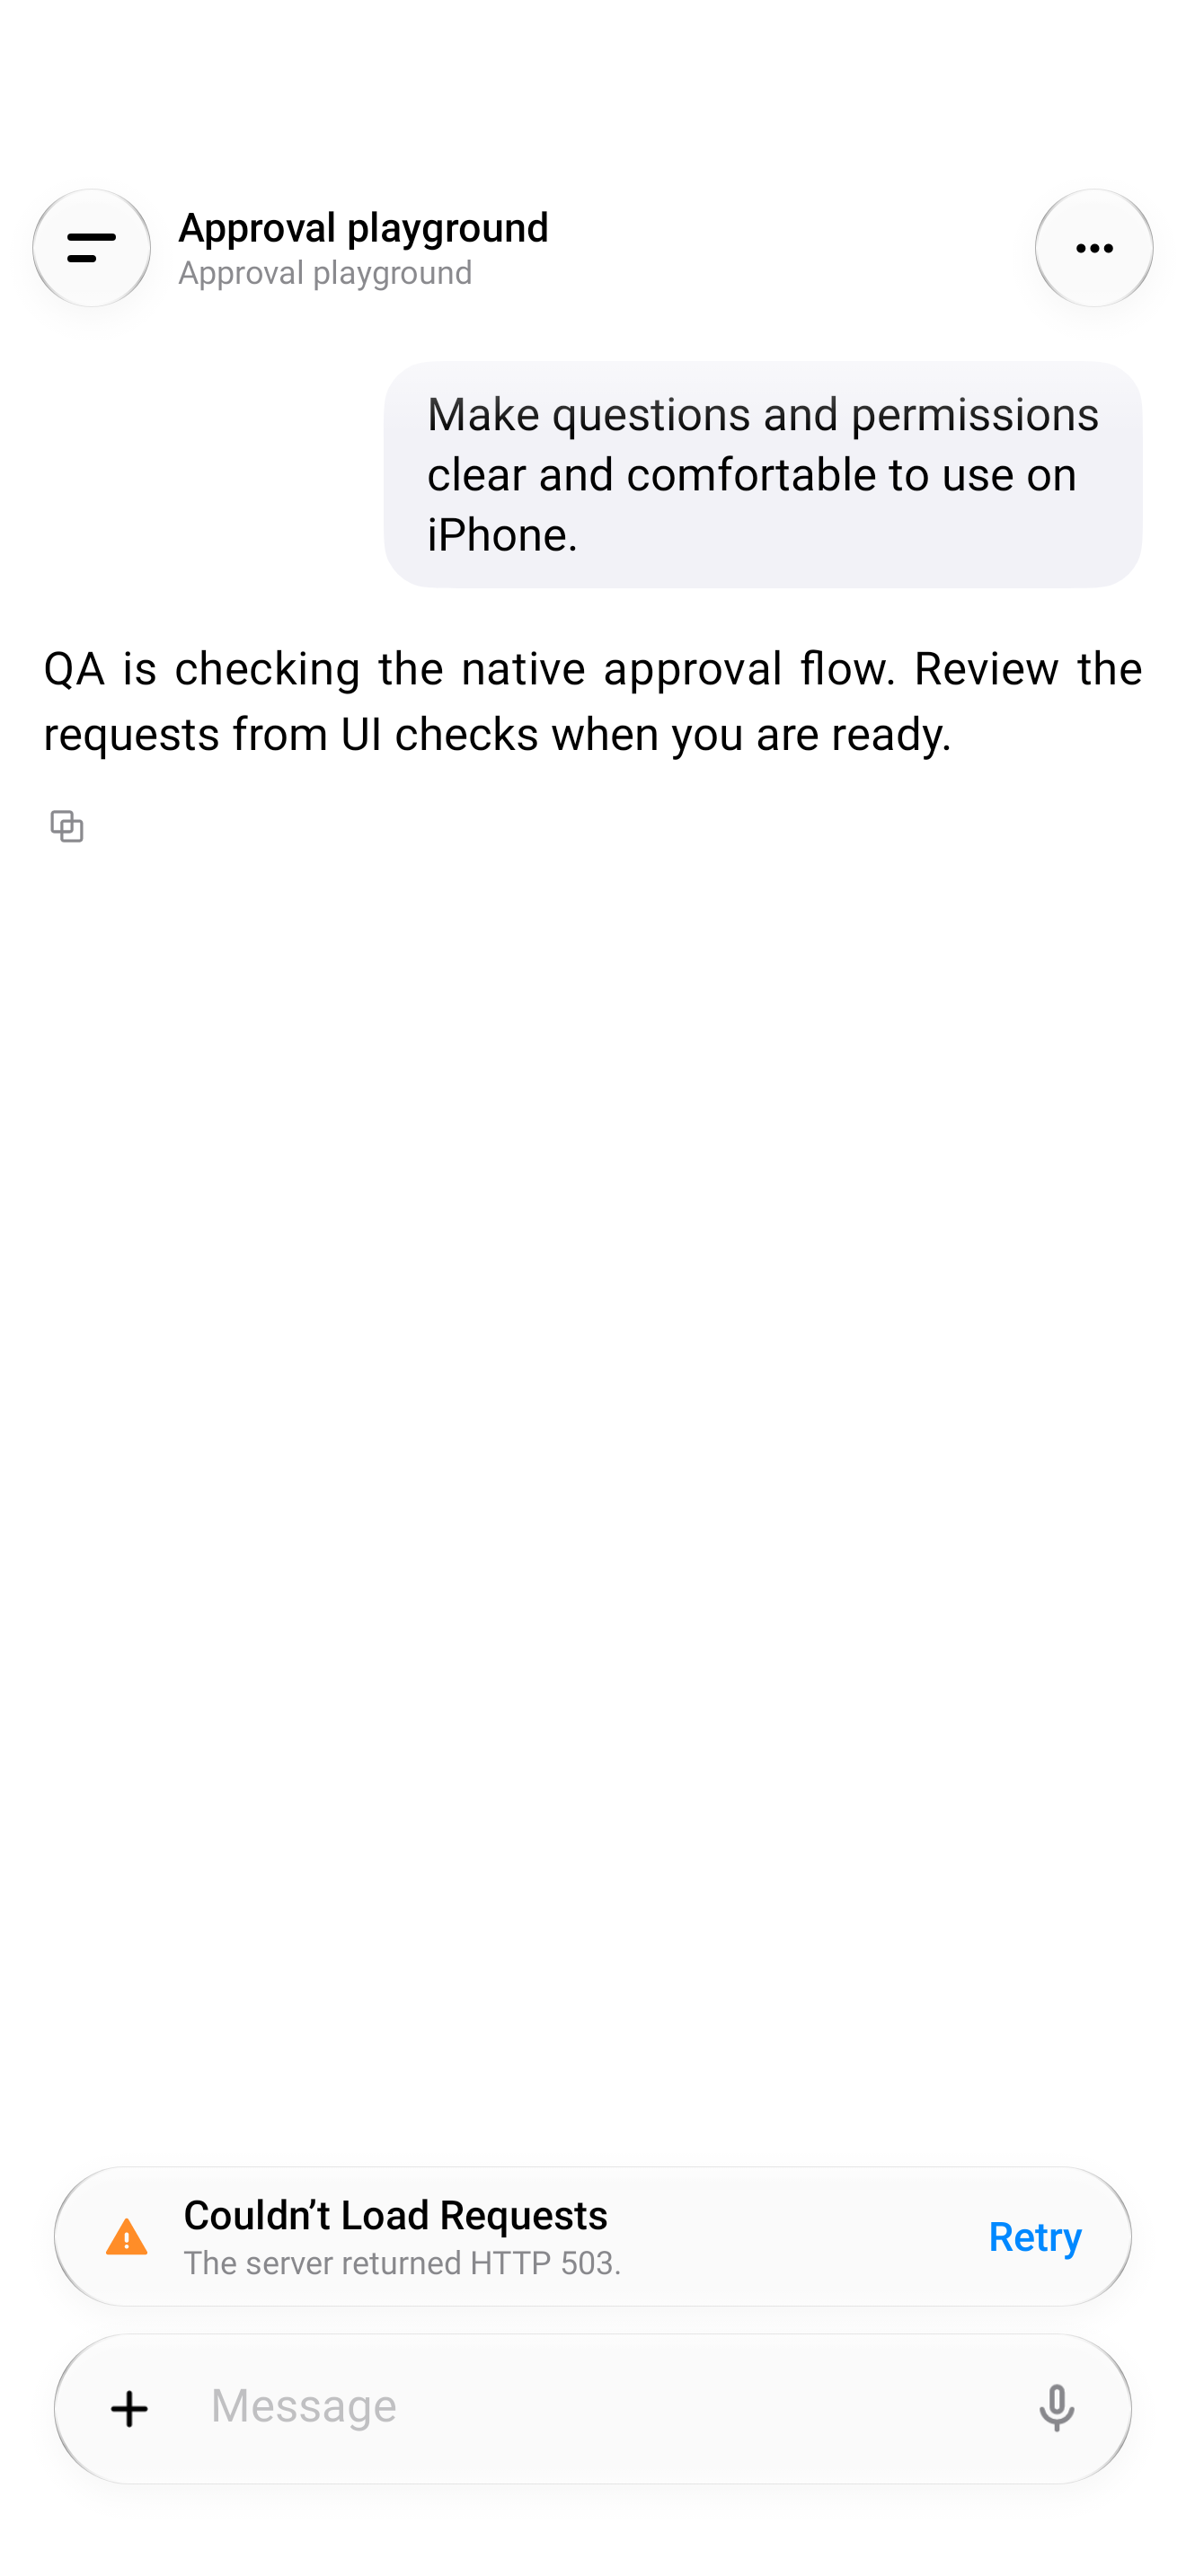 Approval playground
Approval playground
Make questions and permissions
clear and comfortable to use on
iPhone.
QA is checking the native approval flow. Review the
requests from UI checks when you are ready.
Couldn’t Load Requests
The server returned HTTP 503.
Retry
Message